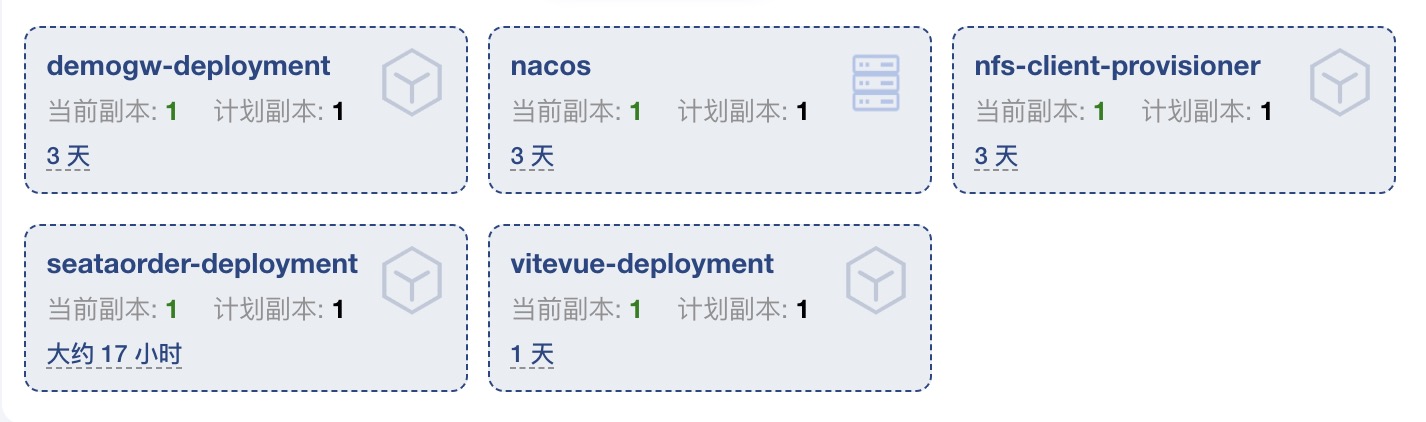 demogw-deployment
当前副本: 1 计划副本: 1
3 天
nacos
当前副本: 1 计划副本: 1
3 天
nfs-client-provisioner
当前副本: 1 计划副本: 1
3 天
seataorder-deployment
当前副本: 1 计划副本: 1
大约 17 小时
vitevue-deployment
当前副本: 1 计划副本: 1
1 天